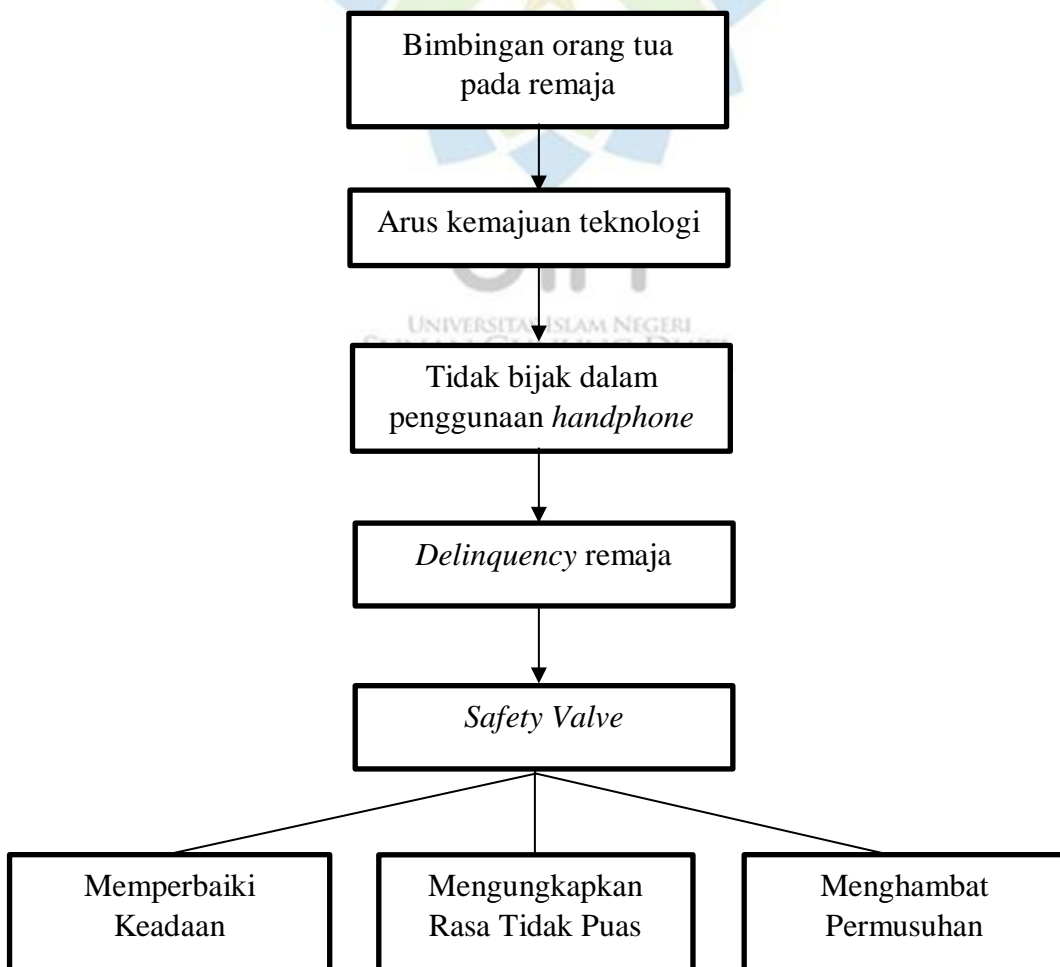 Bimbingan orang tua
pada remaja
Arus kemajuan teknologi
UNIVERSITAS ISLAM NEGERI
Tidak bijak dalam
penggunaan handphone
Delinquency remaja
Safety Valve
Memperbaiki
Keadaan
Mengungkapkan
Rasa Tidak Puas
Menghambat
Permusuhan